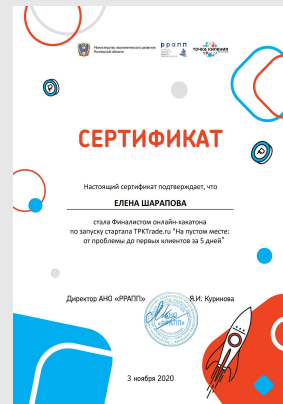 Министерство экономического развития
Ростовской области
рропп
ТОЧКА КИПЕНИЯ
СЕРТИФИКАТ
Настоящий сертификат подтверждает, что
ЕЛЕНА ШАРАПОВА
стала Финалистом онлайн-хакатона
по запуску стартапа TPKTrade.ru "На пустом месте:
от проблемы до первых клиентов за 5 дней"
Директор АНО «РРАПП»
Я.И. Куринова
«РРАПП»
3 ноября 2020